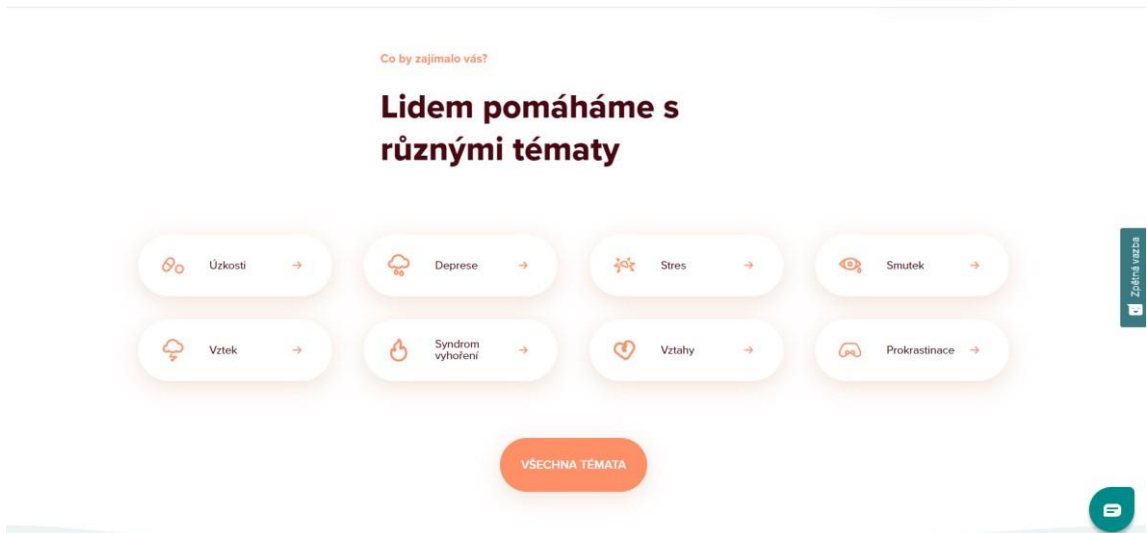 Co by zajímalo vás?
Lidem pomáháme s
různými tématy
Úzkosti
Deprese
Stres
Smutek
Vztek
Syndrom
vyhoření
Vztahy
Prokrastinace
VŠECHNA TÉMATA
Zpětná vazba